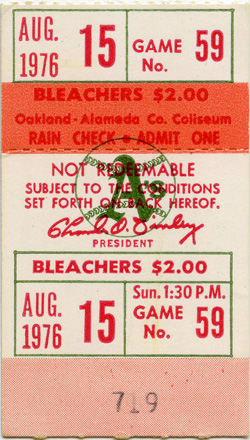 AUG. 15 GAME 59
1976 No.
BLEACHERS $2.00
Oakland-Alameda Co. Coliseum
RAIN CHECK • ADMIT ONE
A's
NOT REDEEMABLE
SUBJECT TO THE CONDITIONS
SET FORTH ON BACK HEREOF.
Charles O. Finley
PRESIDENT
BLEACHERS $2.00
AUG. 15 Sun. 1:30 P.M.
1976 GAME No. 59
719